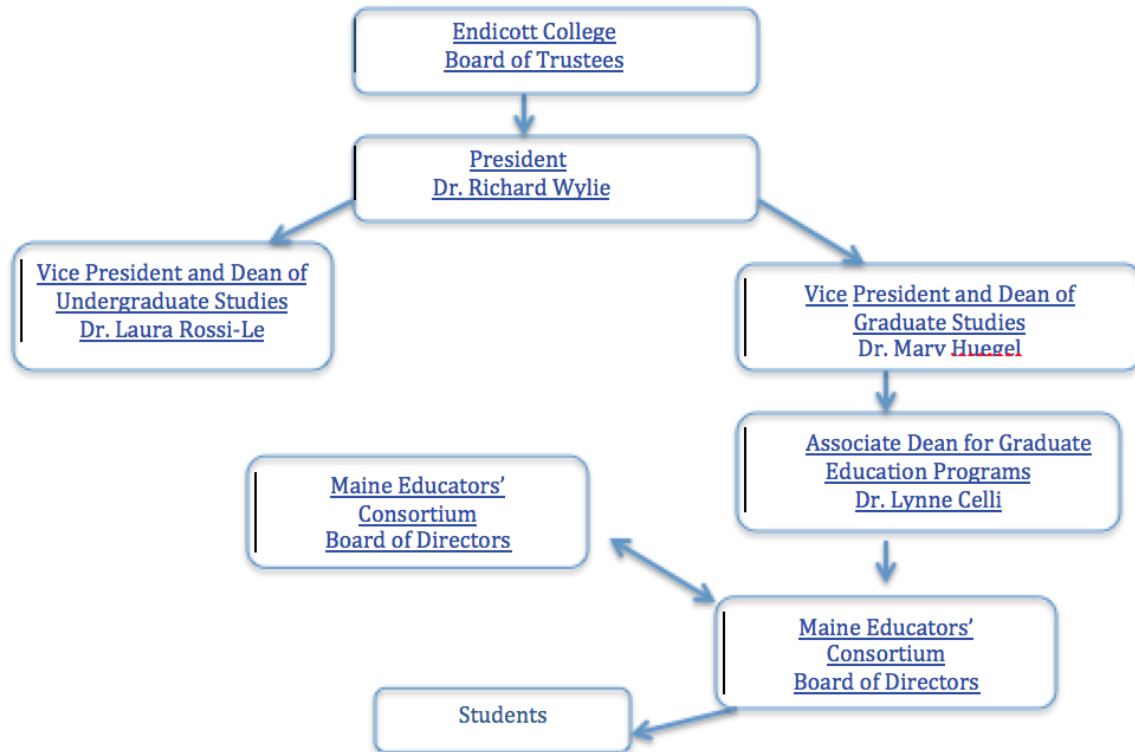 Endicott College
Board of Trustees
President
Dr. Richard Wylie
Vice President and Dean of
Undergraduate Studies
Dr. Laura Rossi-Le
Vice President and Dean of
Graduate Studies
Dr. Mary Huegel
Associate Dean for Graduate
Education Programs
Dr. Lynne Celli
Maine Educators’
Consortium
Board of Directors
Maine Educators’
Consortium
Board of Directors
Students